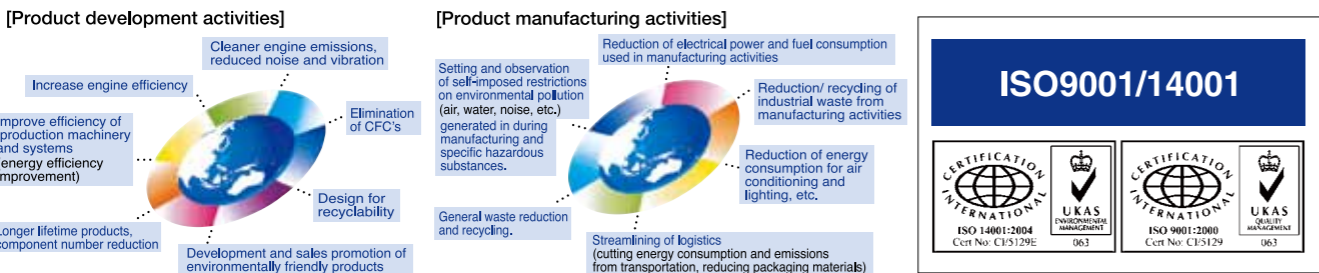 [Product development activities]
Cleaner engine emissions,
reduced noise and vibration
Increase engine efficiency
Elimination
of CFC's
mprove efficiency of
production machinery
and systems
energy efficiency
mprovement)
Design for
recyclability
Longer lifetime products,
component number reduction
Development and sales promotion of
environmentally friendly products
[Product manufacturing activities]
Reduction of electrical power and fuel consumption
used in manufacturing activities
Setting and observation
of self-imposed restrictions
on environmental pollution
(air, water, noise, etc.)
generated in during
manufacturing and
specific hazardous
substances.
Reduction/ recycling of
industrial waste from
manufacturing activities
Reduction of energy
consumption for air
conditioning and
lighting, etc.
General waste reduction
and recycling.
Streamlining of logistics
(cutting energy consumption and emissions
from transportation, reducing packaging materials)
ISO9001/14001
CERTIFICATION
INTERNATIONAL
ISO 14001:2004
Cert No: CI/5129E
UKAS
ENVIRONMENTAL
MANAGEMENT
063
CERTIFICATION
INTERNATIONAL
ISO 9001:2000
Cert No: CI/5129
UKAS
QUALITY
MANAGEMENT
063